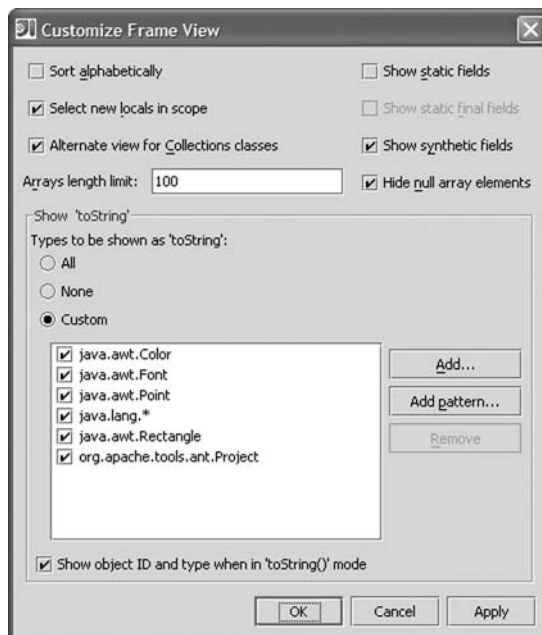 Customize Frame View
Sort alphabetically
Show static fields
Select new locals in scope
Show static final fields
Alternate view for Collections classes
Show synthetic fields
Arrays length limit: 100
Hide null array elements
Show 'toString'
Types to be shown as 'toString':
All
None
Custom
java.awt.Color
java.awt.Font
java.awt.Point
java.lang.*
java.awt.Rectangle
org.apache.tools.ant.Project
Add...
Add pattern...
Remove
Show object ID and type when in 'toString()' mode
OK
Cancel
Apply